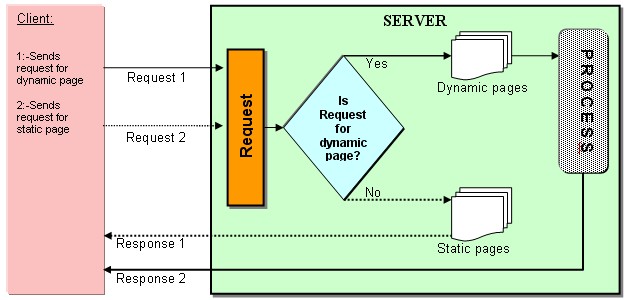 Client:
1:-Sends
request for
dynamic page
2:-Sends
request for
static page
SERVER
Request 1
Request 2
Request
Is
Request
for
dynamic
page?
Yes
No
Dynamic pages
PROCESS
Static pages
Response 1
Response 2